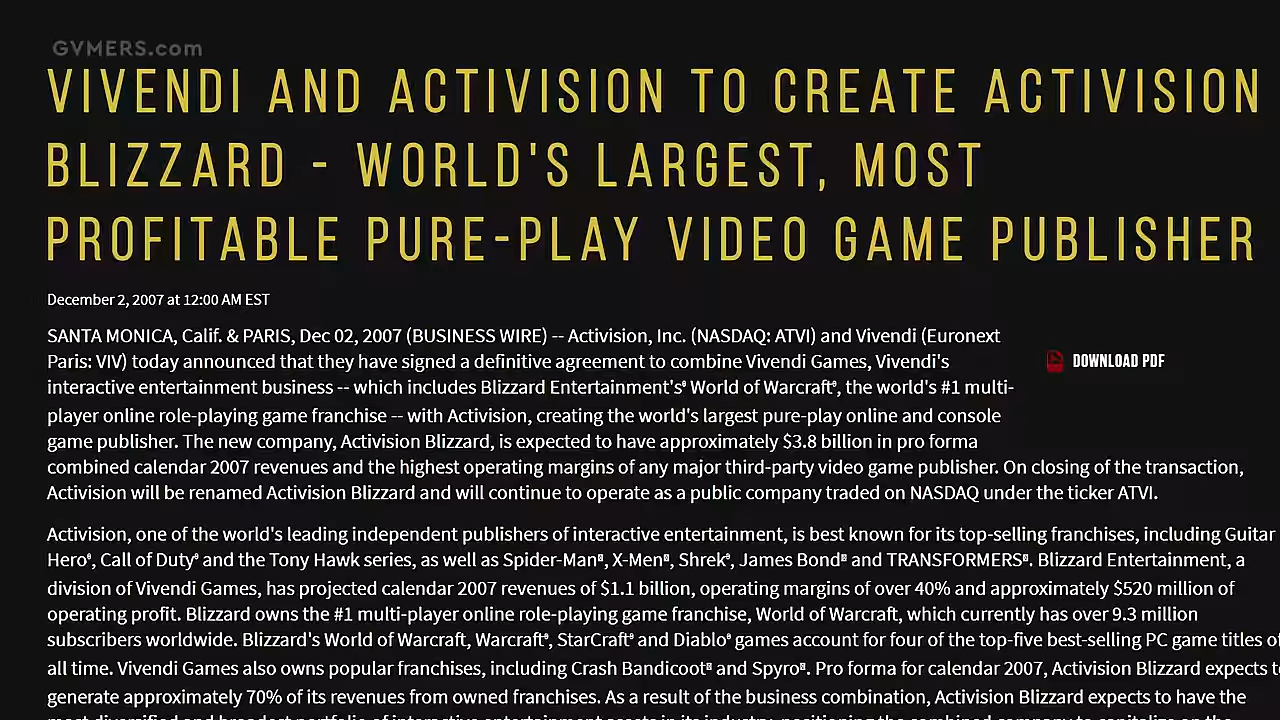 GVMERS.com
VIVENDI AND ACTIVISION TO CREATE ACTIVISION
BLIZZARD - WORLD'S LARGEST, MOST
PROFITABLE PURE-PLAY VIDEO GAME PUBLISHER
December 2, 2007 at 12:00 AM EST
SANTA MONICA, Calif. & PARIS, Dec 02, 2007 (BUSINESS WIRE) -- Activision, Inc. (NASDAQ: ATVI) and Vivendi (Euronext
Paris: VIV) today announced that they have signed a definitive agreement to combine Vivendi Games, Vivendi's
DOWNLOAD PDF
interactive entertainment business -- which includes Blizzard Entertainment's® World of Warcraft®, the world's #1 multi-
player online role-playing game franchise -- with Activision, creating the world's largest pure-play online and console
game publisher. The new company, Activision Blizzard, is expected to have approximately $3.8 billion in pro forma
combined calendar 2007 revenues and the highest operating margins of any major third-party video game publisher. On closing of the transaction,
Activision will be renamed Activision Blizzard and will continue to operate as a public company traded on NASDAQ under the ticker ATVI.
Activision, one of the world's leading independent publishers of interactive entertainment, is best known for its top-selling franchises, including Guitar
Hero®, Call of Duty® and the Tony Hawk series, as well as Spider-Man®, X-Men®, Shrek®, James Bond® and TRANSFORMERS®. Blizzard Entertainment, a
division of Vivendi Games, has projected calendar 2007 revenues of $1.1 billion, operating margins of over 40% and approximately $520 million of
operating profit. Blizzard owns the #1 multi-player online role-playing game franchise, World of Warcraft, which currently has over 9.3 million
subscribers worldwide. Blizzard's World of Warcraft, Warcraft®, StarCraft® and Diablo® games account for four of the top-five best-selling PC game titles of
all time. Vivendi Games also owns popular franchises, including Crash Bandicoot® and Spyro®. Pro forma for calendar 2007, Activision Blizzard expects to
generate approximately 70% of its revenues from owned franchises. As a result of the business combination, Activision Blizzard expects to have the